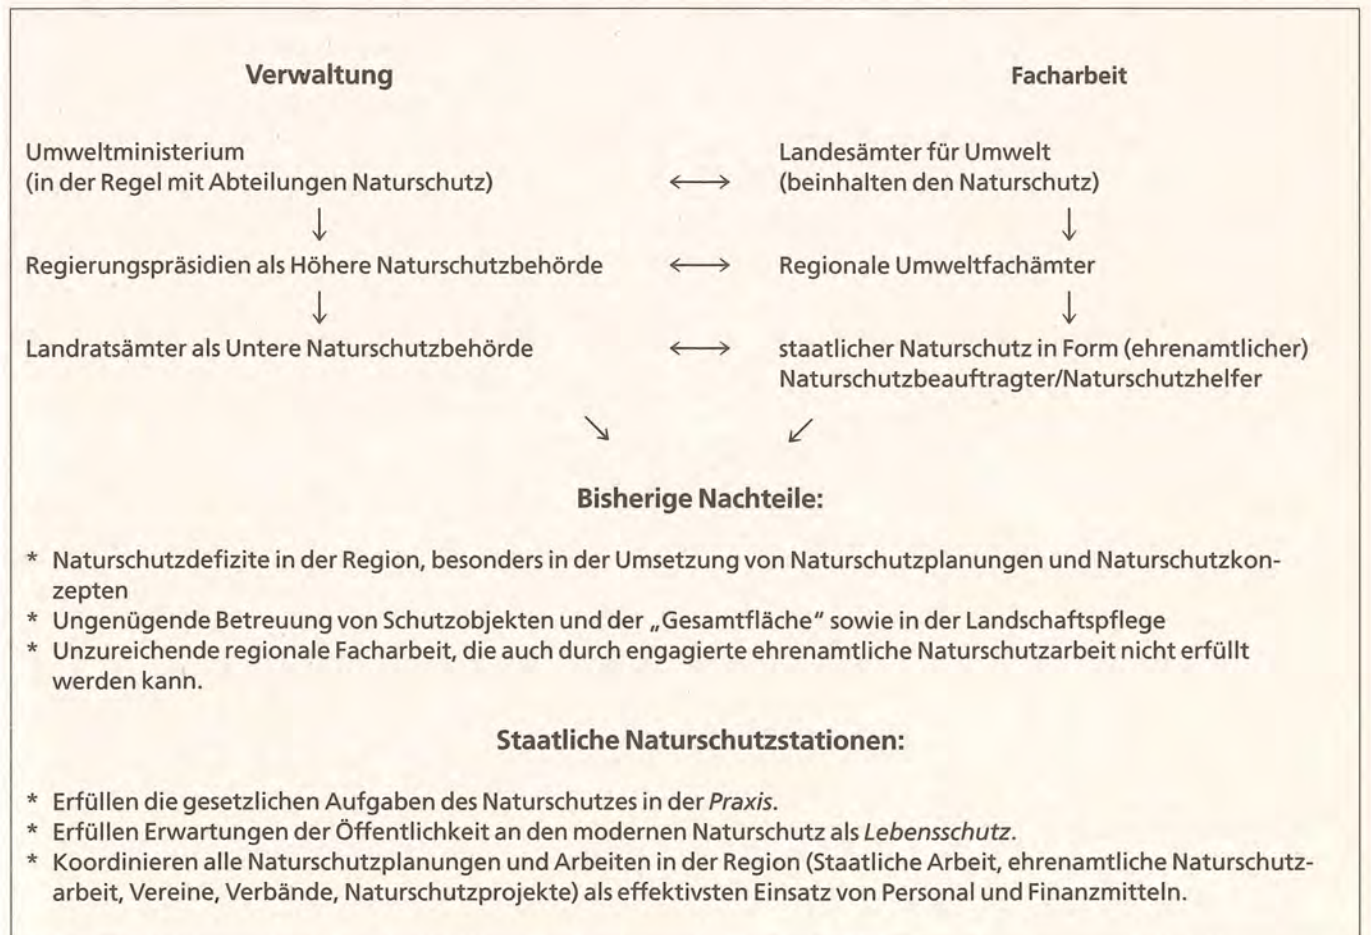 Verwaltung Facharbeit
Umweltministerium Landesämter für Umwelt
(in der Regel mit Abteilungen Naturschutz) ⟷ (beinhalten den Naturschutz)
↓ ↓
Regierungspräsidien als Höhere Naturschutzbehörde ⟷ Regionale Umweltfachämter
↓ ↓
Landratsämter als Untere Naturschutzbehörde ⟷ staatlicher Naturschutz in Form (ehrenamtlicher)
Naturschutzbeauftragter/Naturschutzhelfer
↘ ↙
Bisherige Nachteile:
* Naturschutzdefizite in der Region, besonders in der Umsetzung von Naturschutzplanungen und Naturschutzkon-
zepten
* Ungenügende Betreuung von Schutzobjekten und der „Gesamtfläche" sowie in der Landschaftspflege
* Unzureichende regionale Facharbeit, die auch durch engagierte ehrenamtliche Naturschutzarbeit nicht erfüllt
werden kann.
Staatliche Naturschutzstationen:
* Erfüllen die gesetzlichen Aufgaben des Naturschutzes in der Praxis.
* Erfüllen Erwartungen der Öffentlichkeit an den modernen Naturschutz als Lebensschutz.
* Koordinieren alle Naturschutzplanungen und Arbeiten in der Region (Staatliche Arbeit, ehrenamtliche Naturschutz-
arbeit, Vereine, Verbände, Naturschutzprojekte) als effektivsten Einsatz von Personal und Finanzmitteln.